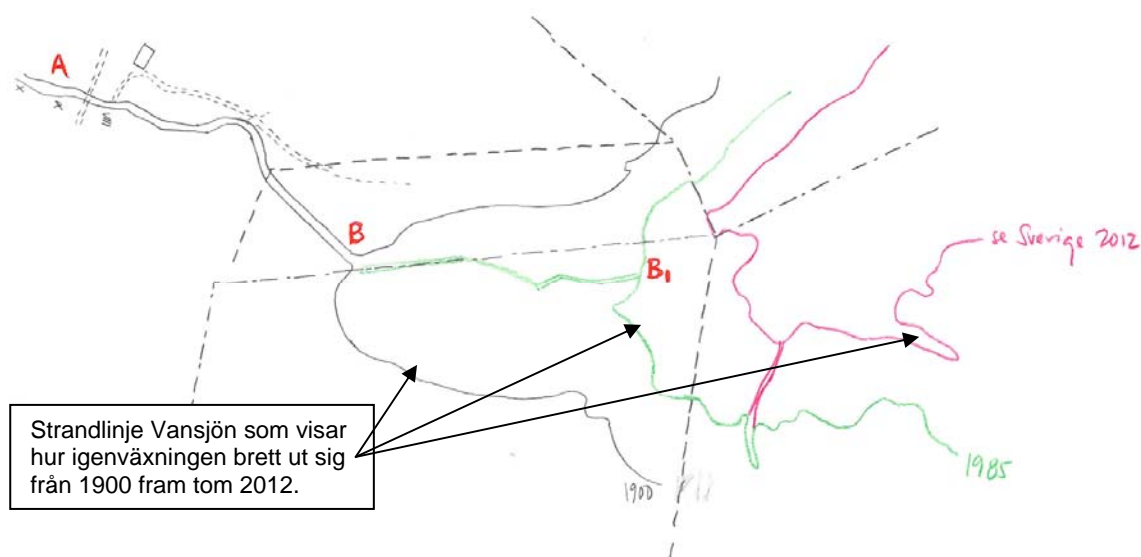 A
B
B1
se Sverige 2012
Strandlinje Vansjön som visar
hur igenväxningen brett ut sig
från 1900 fram tom 2012.
1985
1900